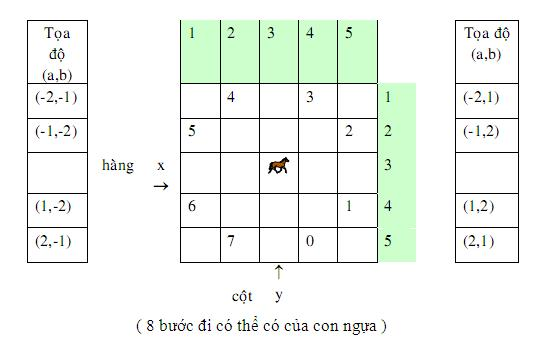 Tọa độ (a,b)
1 2 3 4 5
Tọa độ (a,b)
(-2,-1) 4 3 1 (-2,1)
(-1,-2) 5 2 2 (-1,2)
hàng x → 3
(1,-2) 6 1 4 (1,2)
(2,-1) 7 0 5 (2,1)
↑
cột y
( 8 bước đi có thể có của con ngựa )